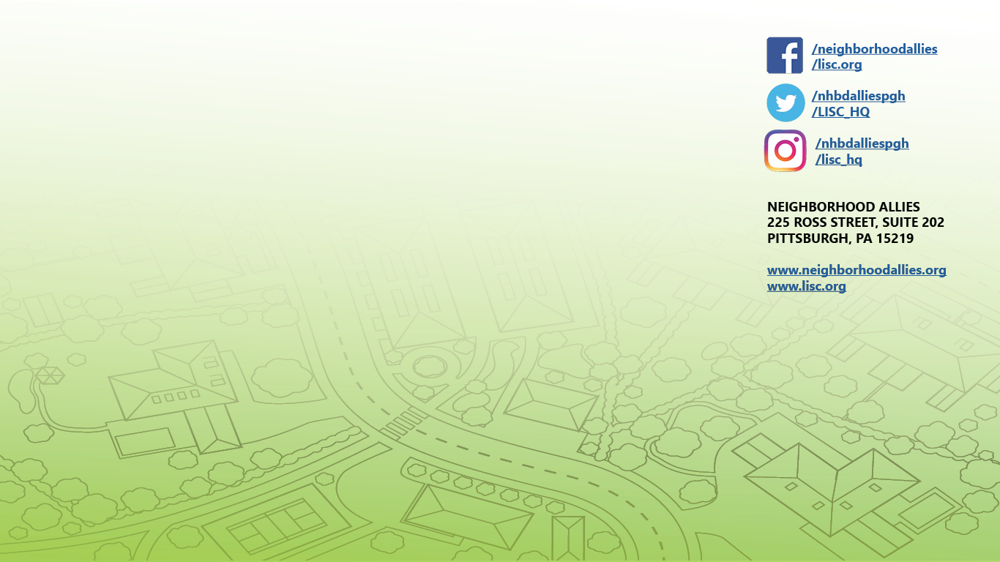 /neighborhoodallies
/lisc.org
/nhbdalliespgh
/LISC_HQ
/nhbdalliespgh
/lisc_hq
NEIGHBORHOOD ALLIES
225 ROSS STREET, SUITE 202
PITTSBURGH, PA 15219
www.neighborhoodallies.org
www.lisc.org